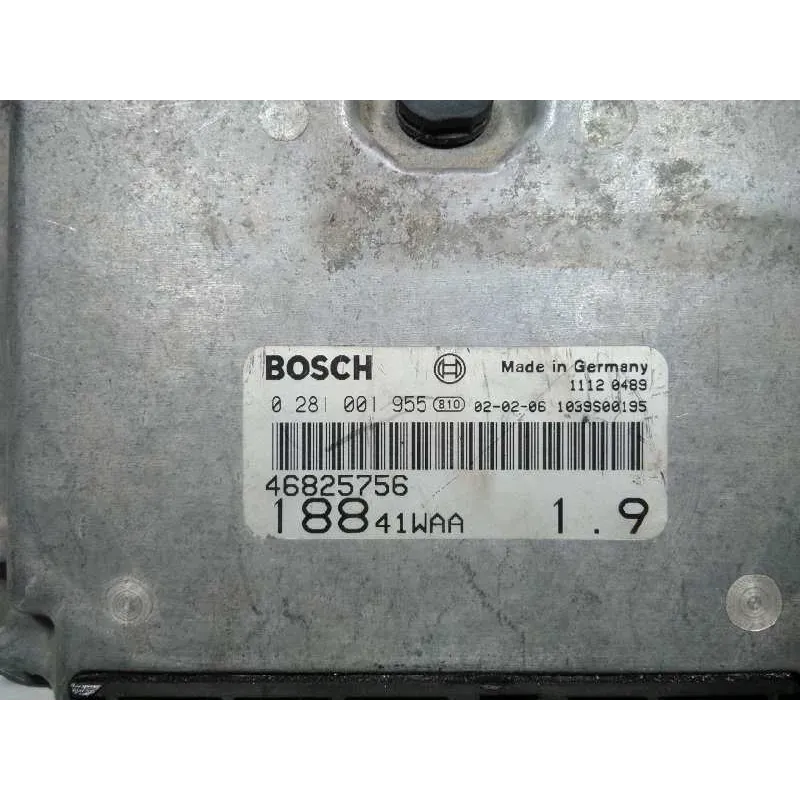 BOSCH Made in Germany
1112 0489
0 281 001 955 810 02-02-06 1039S00195
46825756
188 41WAA 1.9